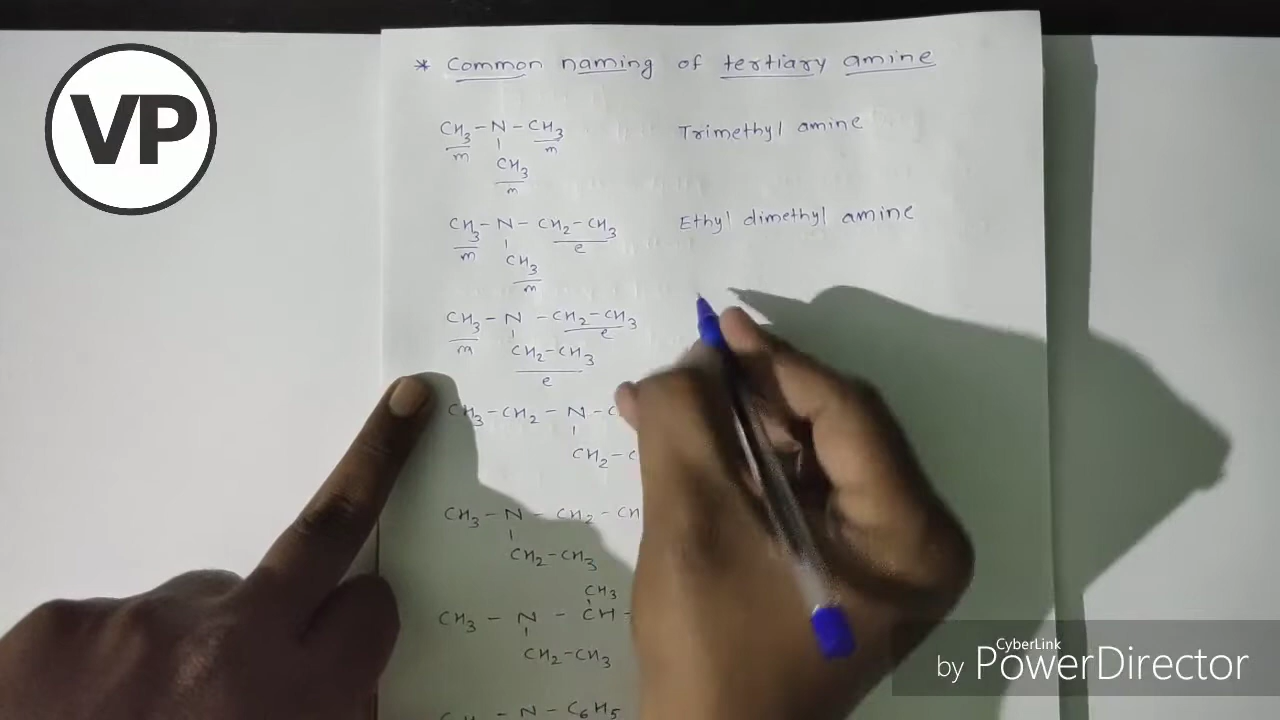 VP
* Common naming of tertiary amine
CH3 - N - CH3 Trimethyl amine
m m
CH3
m
CH3 - N - CH2 - CH3 Ethyl dimethyl amine
m e
CH3
m
CH3 - N - CH2 - CH3
m e
CH2 - CH3
e
CH3 - CH2 - N - C
CH2 - C
CH3 - N - CH2 - CH
CH2 - CH3
CH3
CH3 - N - CH -
CH2 - CH3
CH - N - C6H5
CyberLink
by PowerDirector